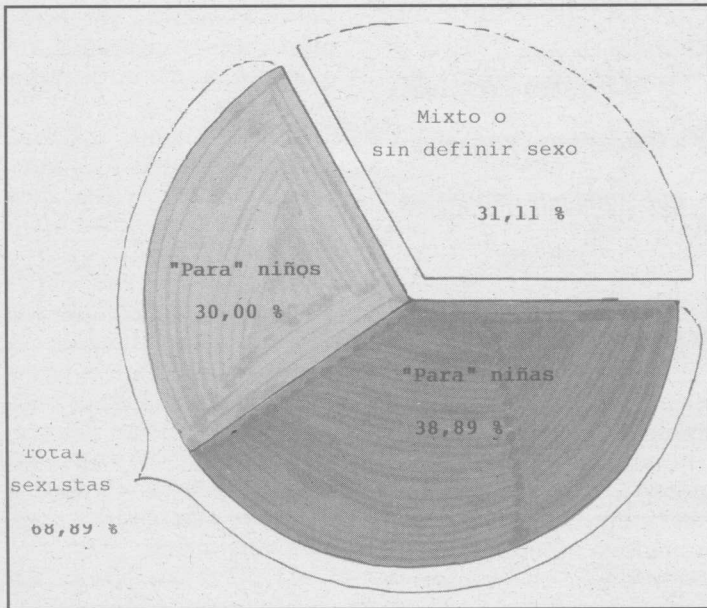 Mixto o
sin definir sexo
31,11 %
"Para" niños
30,00 %
"Para" niñas
38,89 %
Total
sexistas
68,89 %